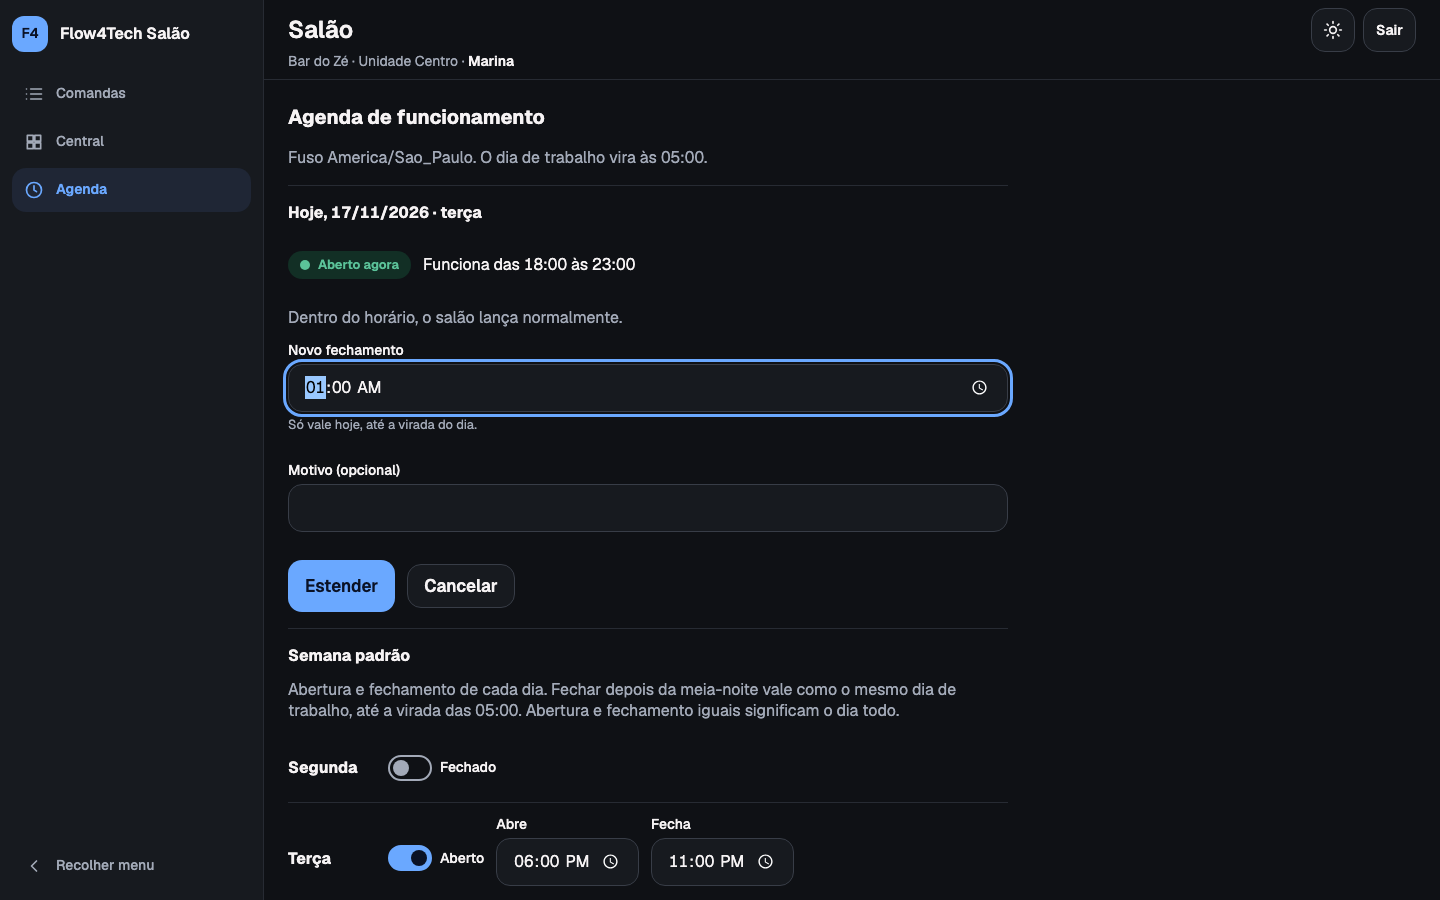 F4 Flow4Tech Salão
Comandas
Central
Agenda
Recolher menu
Salão
Bar do Zé · Unidade Centro · Marina
Sair
Agenda de funcionamento
Fuso America/Sao_Paulo. O dia de trabalho vira às 05:00.
Hoje, 17/11/2026 · terça
Aberto agora Funciona das 18:00 às 23:00
Dentro do horário, o salão lança normalmente.
Novo fechamento
01:00 AM
Só vale hoje, até a virada do dia.
Motivo (opcional)
Estender Cancelar
Semana padrão
Abertura e fechamento de cada dia. Fechar depois da meia-noite vale como o mesmo dia de
trabalho, até a virada das 05:00. Abertura e fechamento iguais significam o dia todo.
Segunda Fechado
Abre Fecha
Terça Aberto 06:00 PM 11:00 PM